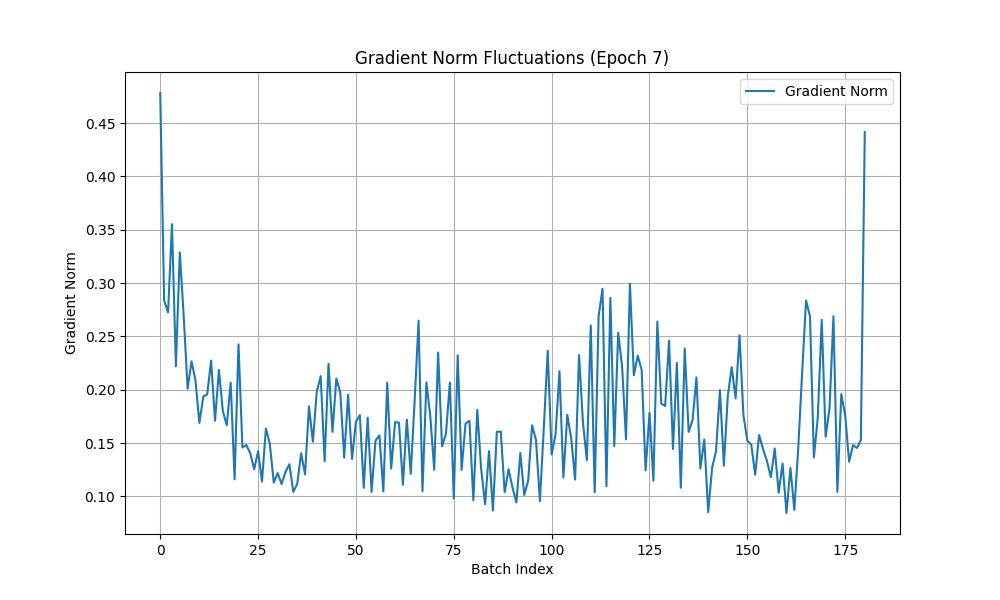 Gradient Norm Fluctuations (Epoch 7)
Gradient Norm
0.45
0.40
0.35
0.30
0.25
0.20
0.15
0.10
Gradient Norm
0 25 50 75 100 125 150 175
Batch Index